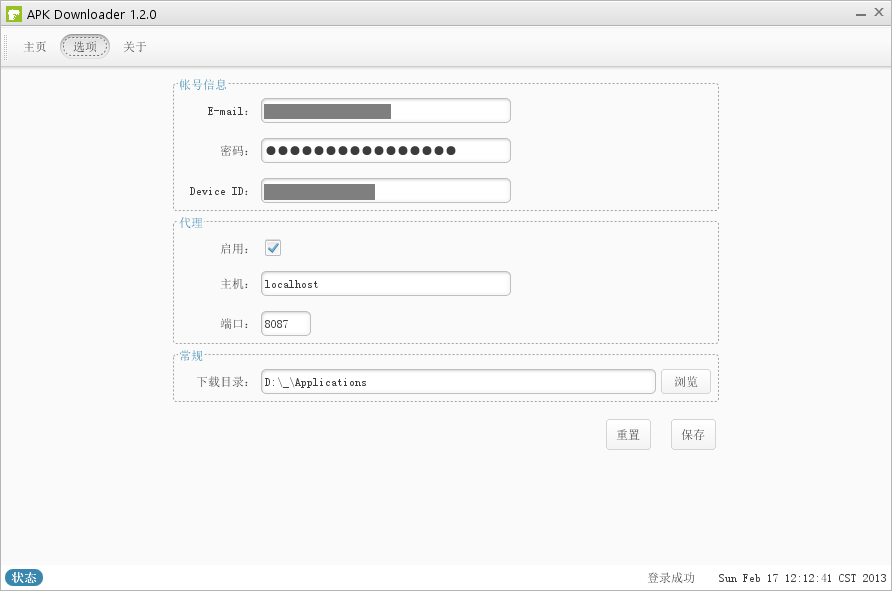 APK Downloader 1.2.0
主页 选项 关于
帐号信息
E-mail:
密码:
Device ID:
代理
启用:
主机: localhost
端口: 8087
常规
下载目录: D:\_\Applications 浏览
重置 保存
状态 登录成功 Sun Feb 17 12:12:41 CST 2013